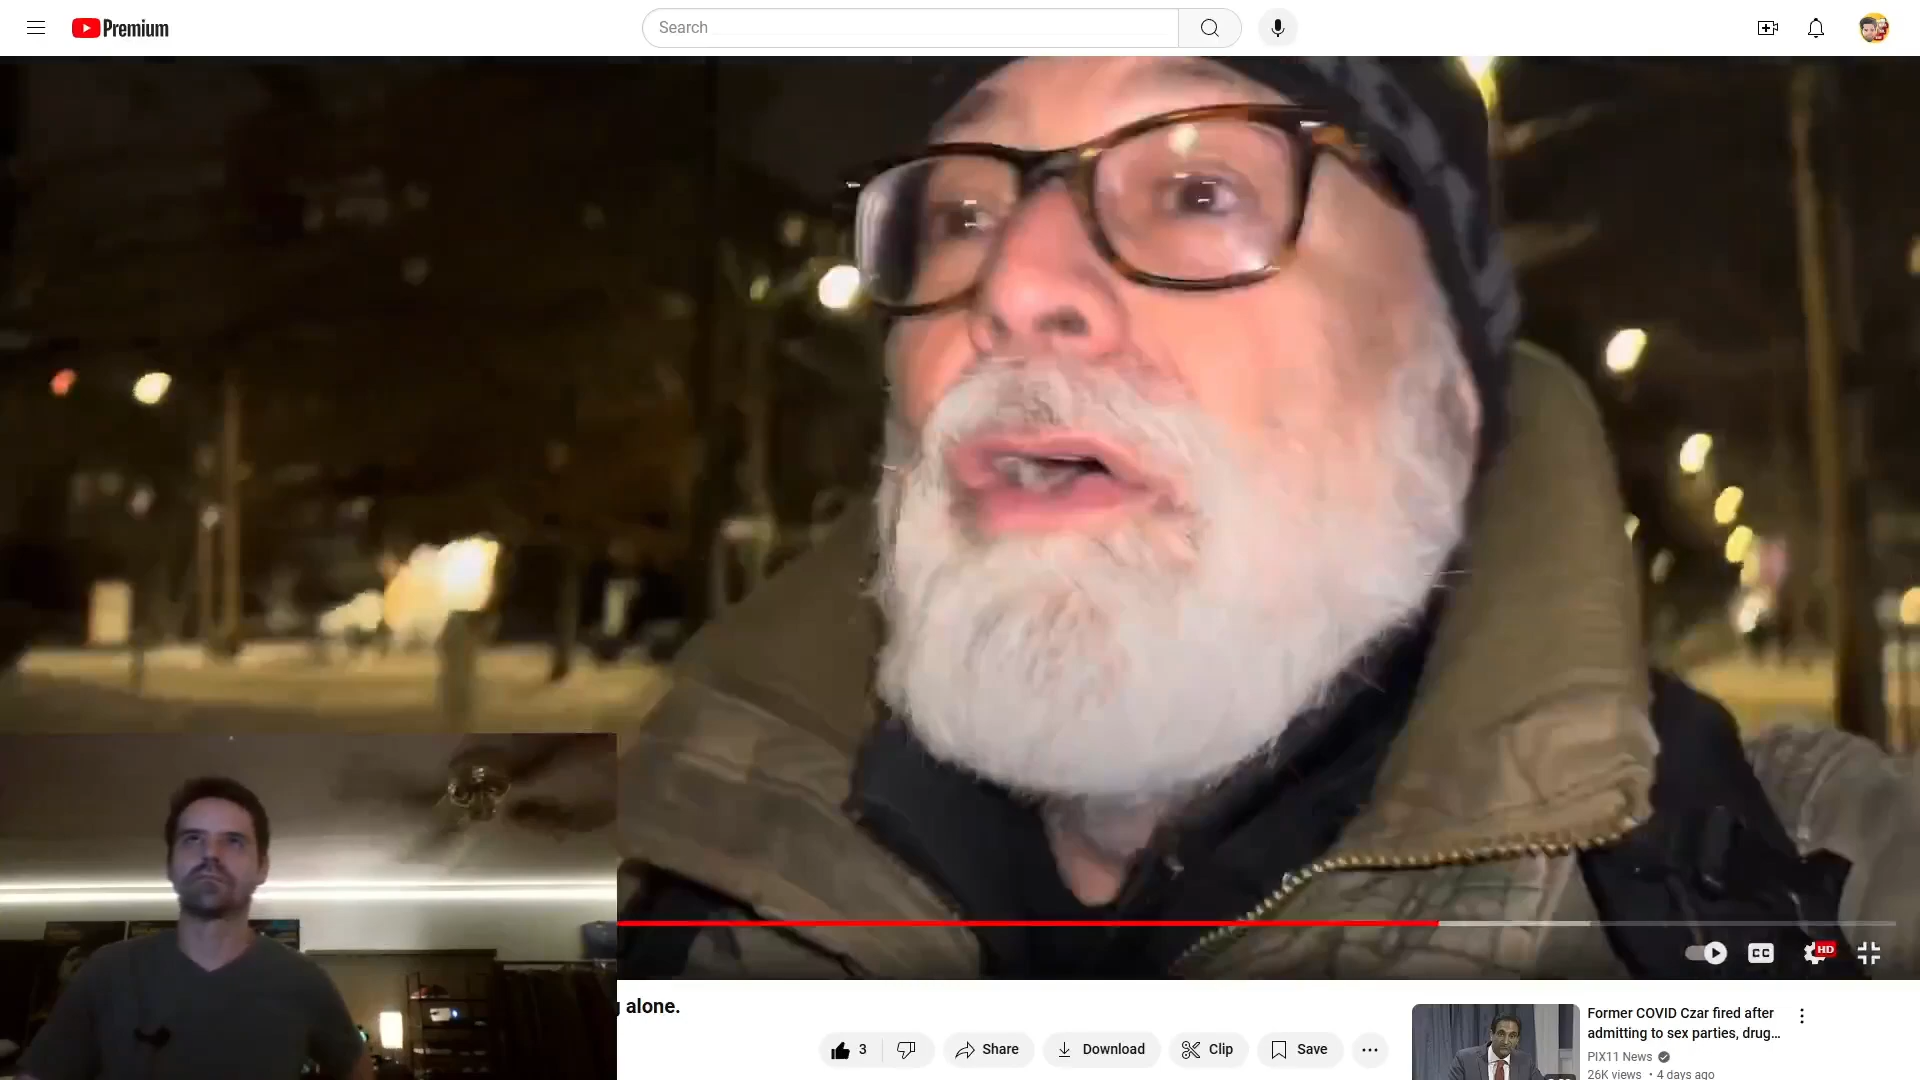 Premium
Search
HD
CC
alone.
3
Share
Download
Clip
Save
Former COVID Czar fired after
admitting to sex parties, drug...
PIX11 News
26K views • 4 days ago